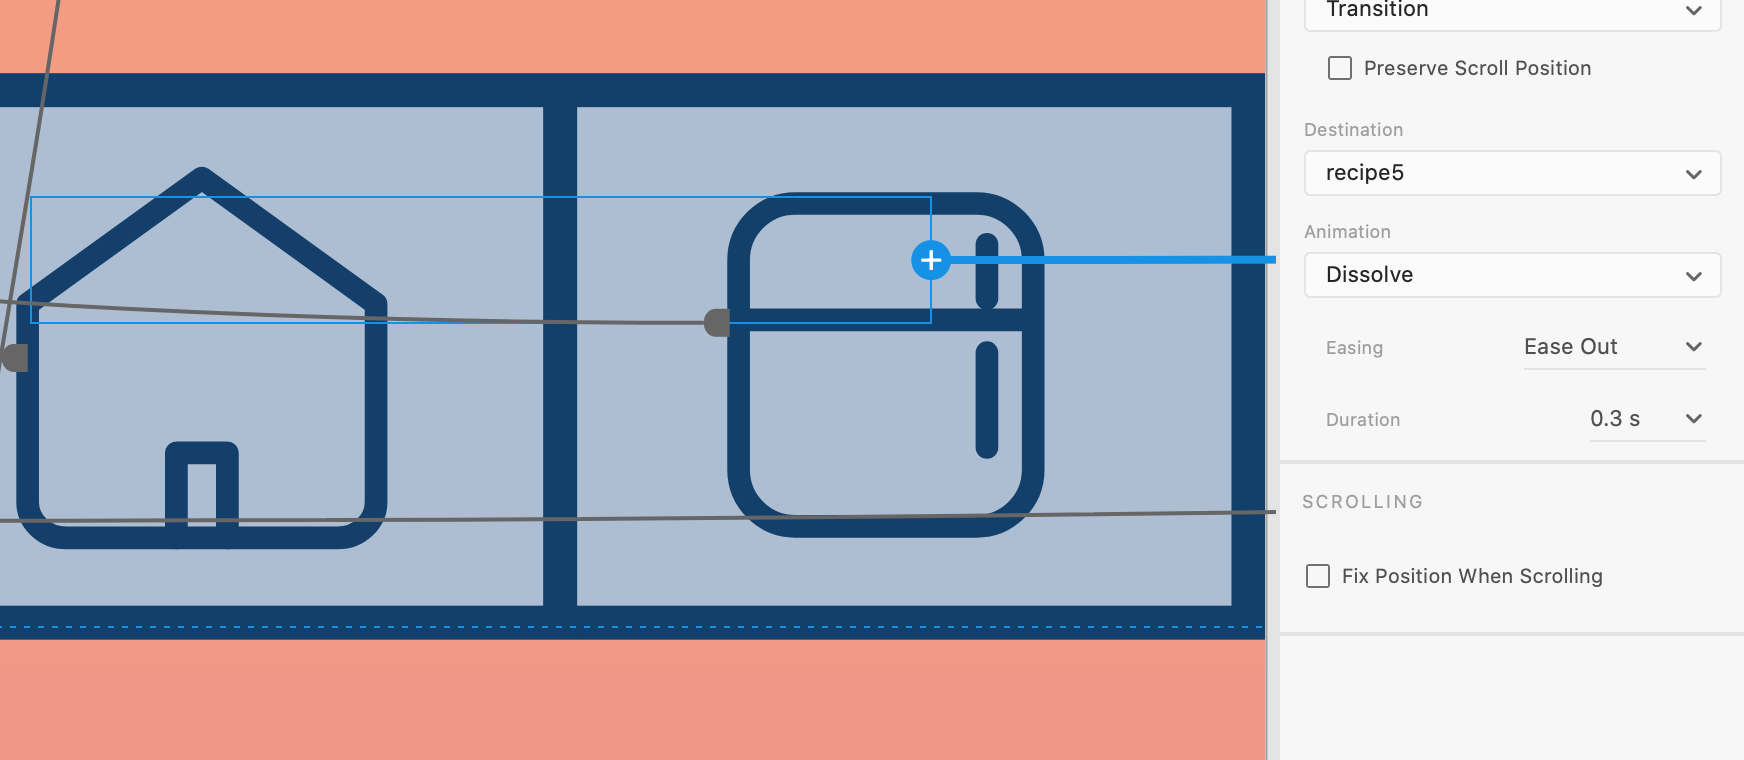 Transition
Preserve Scroll Position
Destination
recipe5
Animation
Dissolve
Easing Ease Out
Duration 0.3 s
SCROLLING
Fix Position When Scrolling